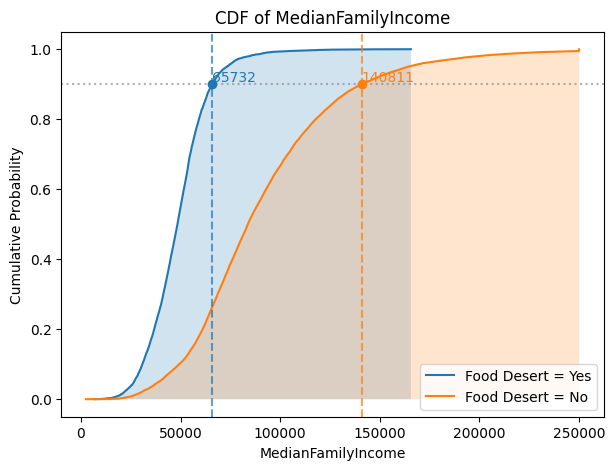 CDF of MedianFamilyIncome
1.0
0.8
0.6
0.4
0.2
0.0
Cumulative Probability
65732
140811
Food Desert = Yes
Food Desert = No
0
50000
100000
150000
200000
250000
MedianFamilyIncome